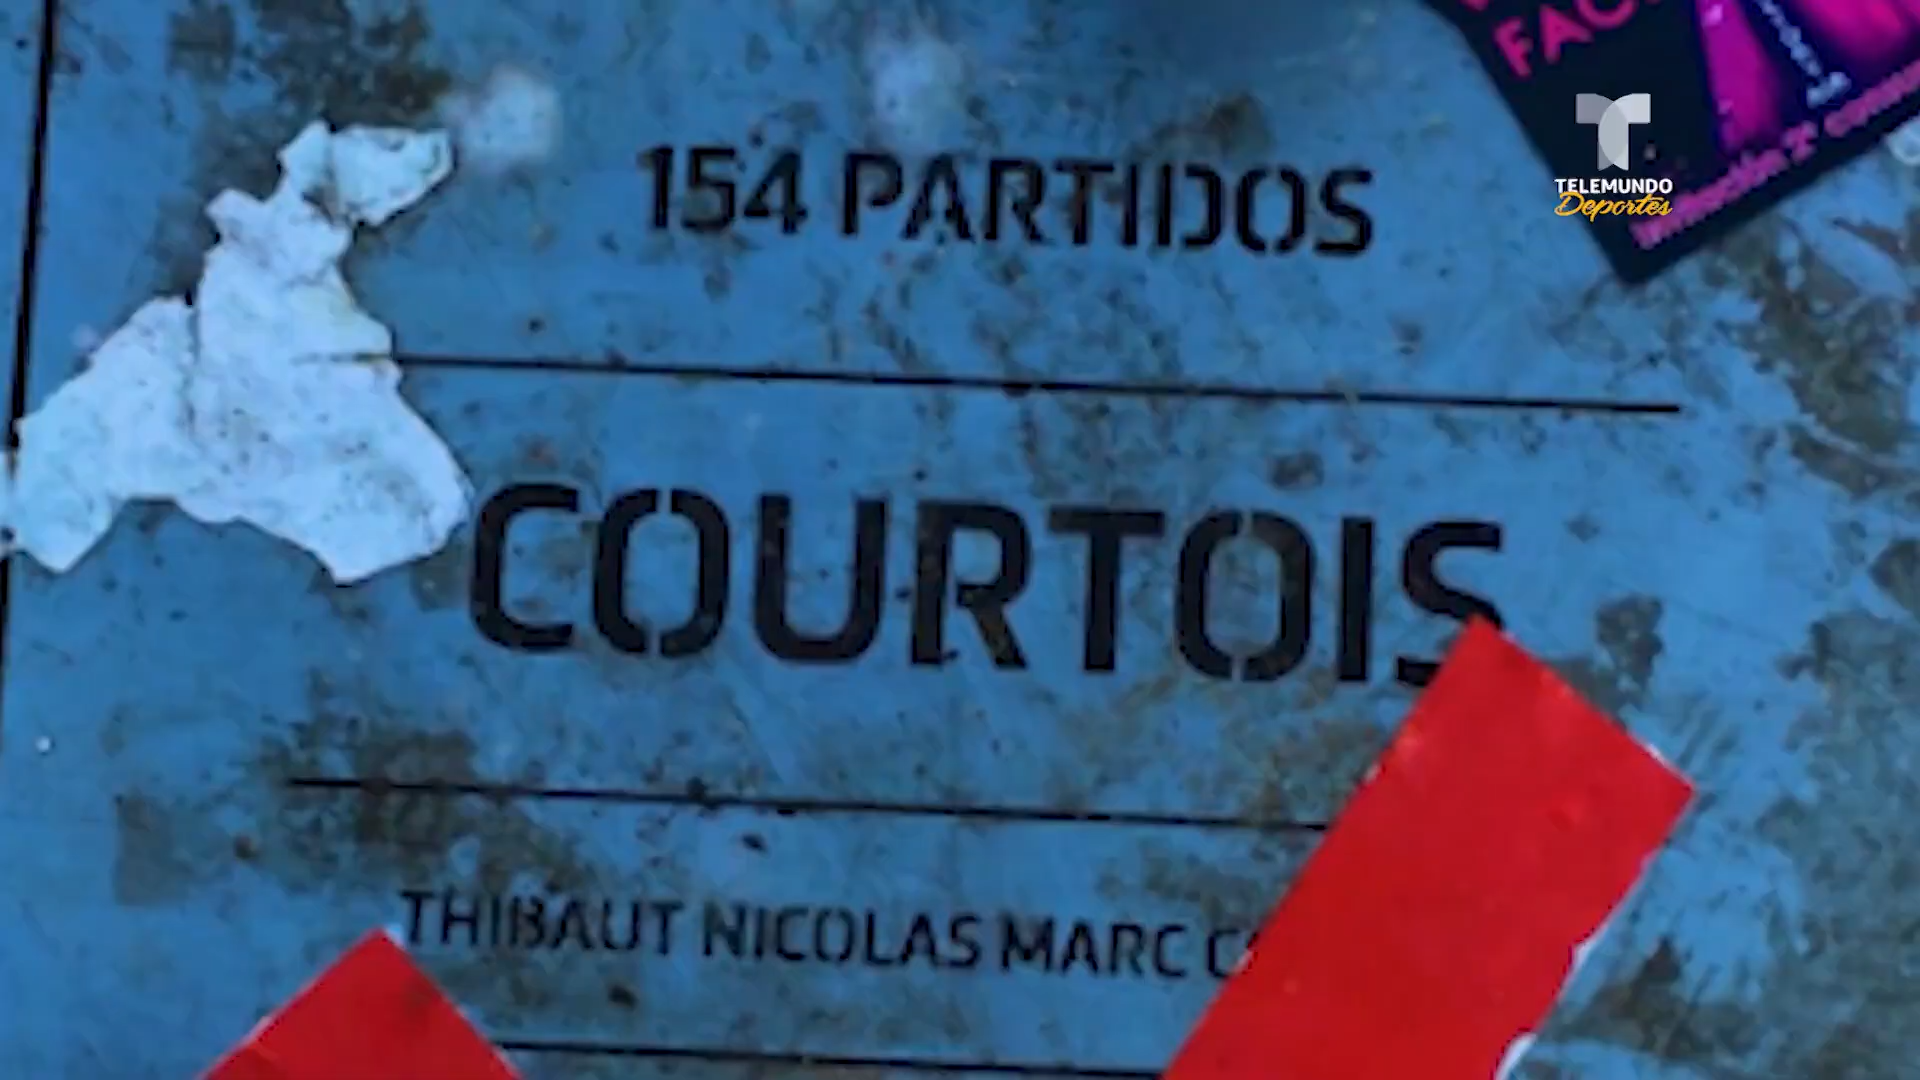 154 PARTIDOS
COURTOIS
THIBAUT NICOLAS MARC C
TELEMUNDO
Deportes